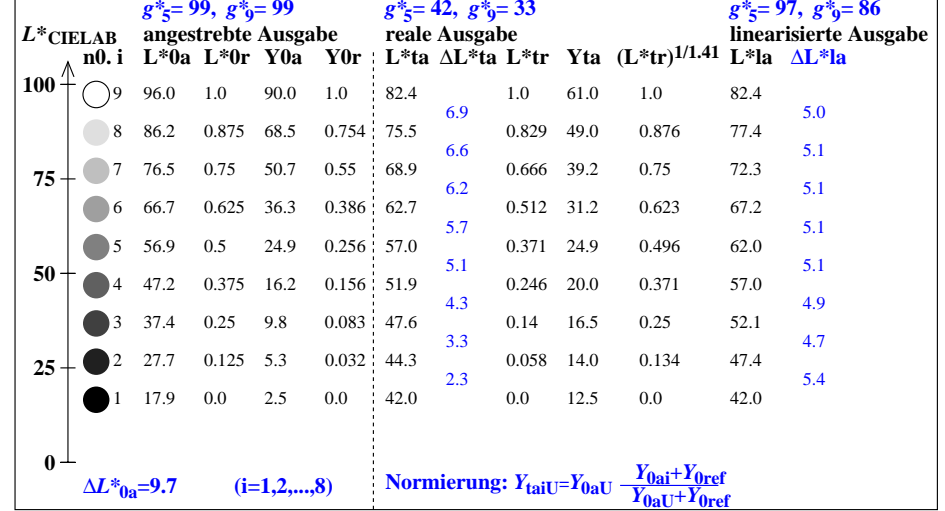 g*5= 99, g*9= 99 g*5= 42, g*9= 33 g*5= 97, g*9= 86
L*CIELAB angestrebte Ausgabe reale Ausgabe linearisierte Ausgabe
n0. i L*0a L*0r Y0a Y0r L*ta ΔL*ta L*tr Yta (L*tr)1/1.41 L*la ΔL*la
100 9 96.0 1.0 90.0 1.0 82.4 1.0 61.0 1.0 82.4
6.9 5.0
8 86.2 0.875 68.5 0.754 75.5 0.829 49.0 0.876 77.4
6.6 5.1
75 7 76.5 0.75 50.7 0.55 68.9 0.666 39.2 0.75 72.3
6.2 5.1
6 66.7 0.625 36.3 0.386 62.7 0.512 31.2 0.623 67.2
5.7 5.1
5 56.9 0.5 24.9 0.256 57.0 0.371 24.9 0.496 62.0
50 5.1 5.1
4 47.2 0.375 16.2 0.156 51.9 0.246 20.0 0.371 57.0
4.3 4.9
3 37.4 0.25 9.8 0.083 47.6 0.14 16.5 0.25 52.1
3.3 4.7
25 2 27.7 0.125 5.3 0.032 44.3 0.058 14.0 0.134 47.4
2.3 5.4
1 17.9 0.0 2.5 0.0 42.0 0.0 12.5 0.0 42.0
0
ΔL*0a=9.7 (i=1,2,...,8) Normierung: YtaiU=Y0aU Y0ai+Y0ref
Y0aU+Y0ref